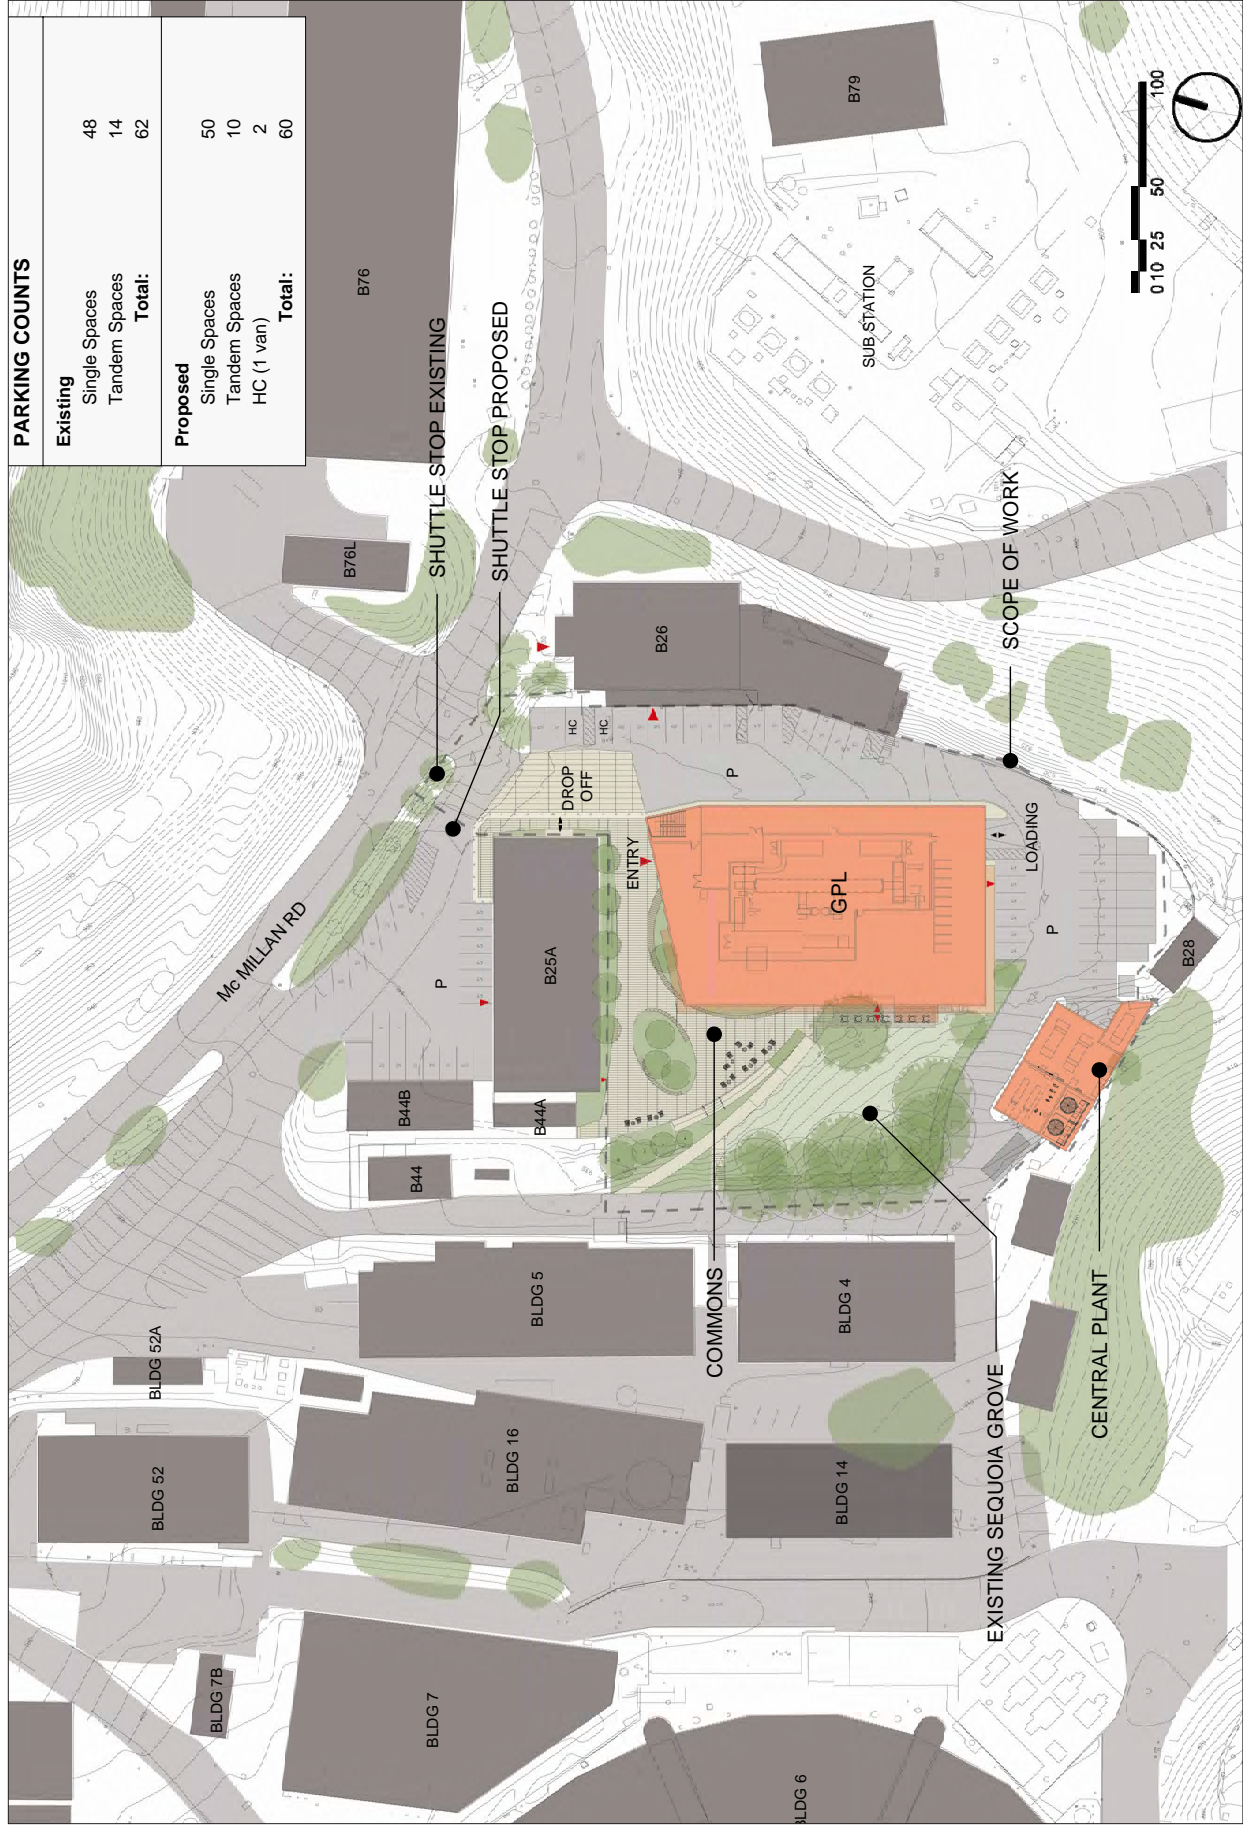 PARKING COUNTS
Existing
Single Spaces 48
Tandem Spaces 14
Total: 62
Proposed
Single Spaces 50
Tandem Spaces 10
HC (1 van) 2
Total: 60
BLDG 7B
BLDG 52
BLDG 52A
Mc MILLAN RD
B76L
B76
SHUTTLE STOP EXISTING
SHUTTLE STOP PROPOSED
BLDG 7
BLDG 16
BLDG 5
B44
B44B
B44A
P
B25A
DROP
OFF
HC
HC
B26
ENTRY
P
B79
SUB STATION
BLDG 6
BLDG 14
BLDG 4
COMMONS
GPL
LOADING
P
SCOPE OF WORK
EXISTING SEQUOIA GROVE
CENTRAL PLANT
B28
0 10 25 50 100